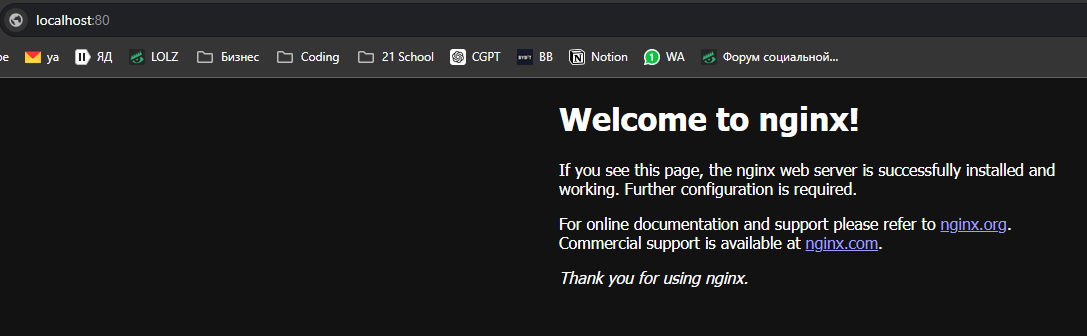 localhost:80
ре ya ЯД LOLZ Бизнес Coding 21 School CGPT BYBIT BB Notion 1 WA Форум социальной...
Welcome to nginx!
If you see this page, the nginx web server is successfully installed and
working. Further configuration is required.
For online documentation and support please refer to nginx.org.
Commercial support is available at nginx.com.
Thank you for using nginx.